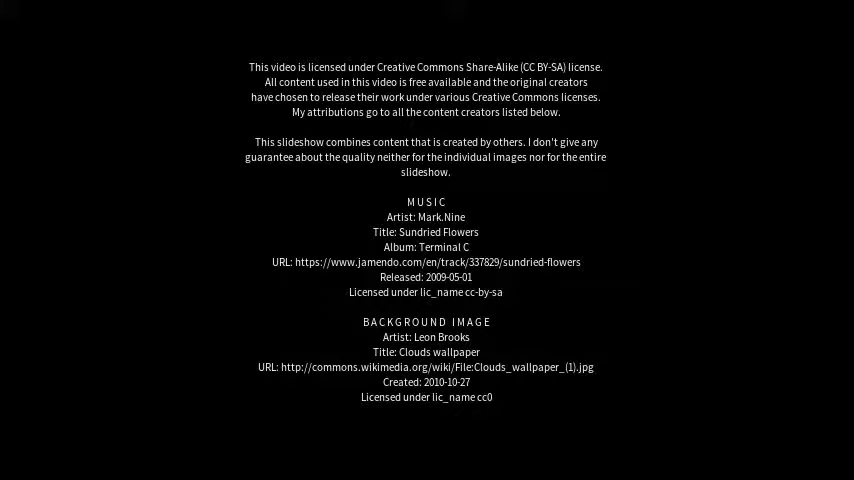 This video is licensed under Creative Commons Share-Alike (CC BY-SA) license.
All content used in this video is free available and the original creators
have chosen to release their work under various Creative Commons licenses.
My attributions go to all the content creators listed below.
This slideshow combines content that is created by others. I don't give any
guarantee about the quality neither for the individual images nor for the entire
slideshow.
MUSIC
Artist: Mark.Nine
Title: Sundried Flowers
Album: Terminal C
URL: https://www.jamendo.com/en/track/337829/sundried-flowers
Released: 2009-05-01
Licensed under lic_name cc-by-sa
BACKGROUND IMAGE
Artist: Leon Brooks
Title: Clouds wallpaper
URL: http://commons.wikimedia.org/wiki/File:Clouds_wallpaper_(1).jpg
Created: 2010-10-27
Licensed under lic_name cc0